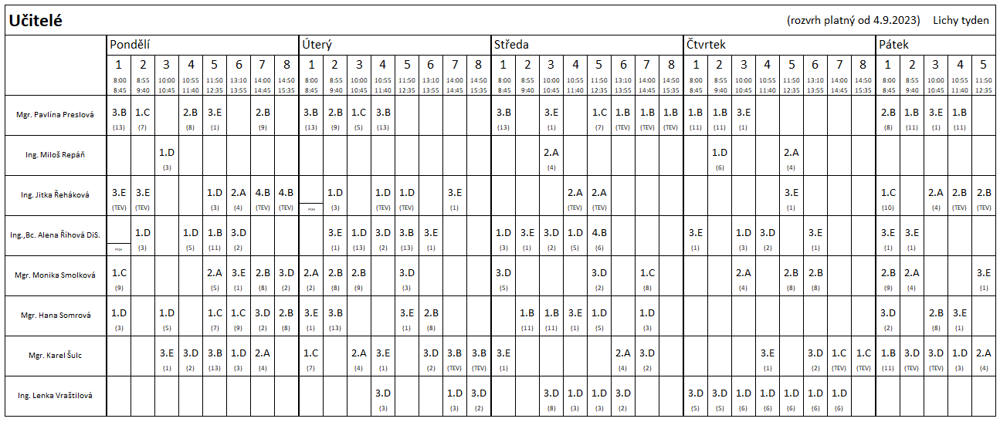 Učitelé (rozvrh platný od 4.9.2023) Lichy tyden
Pondělí Úterý Středa Čtvrtek Pátek
1 2 3 4 5 6 7 8 1 2 3 4 5 6 7 8 1 2 3 4 5 6 7 8 1 2 3 4 5 6 7 8 1 2 3 4 5
8:00 8:55 10:00 10:55 11:50 13:10 14:00 14:50 8:00 8:55 10:00 10:55 11:50 13:10 14:00 14:50 8:00 8:55 10:00 10:55 11:50 13:10 14:00 14:50 8:00 8:55 10:00 10:55 11:50 13:10 14:00 14:50 8:00 8:55 10:00 10:55 11:50
8:45 9:40 10:45 11:40 12:35 13:55 14:45 15:35 8:45 9:40 10:45 11:40 12:35 13:55 14:45 15:35 8:45 9:40 10:45 11:40 12:35 13:55 14:45 15:35 8:45 9:40 10:45 11:40 12:35 13:55 14:45 15:35 8:45 9:40 10:45 11:40 12:35
Mgr. Pavlína Preslová 3.B 1.C 2.B 3.E 2.B 3.B 2.B 1.C 3.B 3.B 3.E 1.C 1.B 1.B 1.B 1.B 1.B 3.E 2.B 1.B 3.E 1.B
(13) (7) (8) (1) (9) (13) (9) (5) (13) (13) (1) (7) (TEV) (TEV) (TEV) (11) (11) (1) (8) (11) (1) (11)
Ing. Miloš Repáň 1.D 2.A 1.D 2.A
(3) (4) (6) (4)
Ing. Jitka Řeháková 3.E 3.E 1.D 2.A 4.B 4.B 1.D 1.D 1.D 3.E 2.A 2.A 3.E 1.C 2.A 2.B 2.B
(TEV) (TEV) (3) (4) (TEV) (TEV) POH (3) (TEV) (TEV) (1) (TEV) (TEV) (1) (10) (4) (TEV) (TEV)
Ing.,Bc. Alena Říhová DiS. 1.D 1.D 1.B 3.D 3.E 1.D 3.D 3.B 3.E 1.D 3.E 3.D 1.D 4.B 3.E 1.D 3.D 3.E 3.E 3.E
POH (3) (5) (11) (2) (1) (13) (2) (13) (1) (3) (1) (2) (5) (6) (1) (3) (2) (1) (1) (1)
Mgr. Monika Smolková 1.C 2.A 3.E 2.B 3.D 2.A 2.B 2.B 3.D 3.D 3.D 1.C 2.A 2.B 2.B 2.B 2.A 3.E
(9) (5) (1) (8) (2) (2) (8) (9) (3) (5) (2) (8) (4) (8) (8) (9) (4) (1)
Mgr. Hana Somrová 1.D 1.D 1.C 1.C 3.D 2.B 3.E 3.B 3.E 2.B 1.B 1.B 3.E 1.D 1.D 3.D 2.B 3.E
(3) (5) (7) (9) (2) (8) (1) (13) (1) (8) (11) (11) (1) (5) (3) (2) (8) (1)
Mgr. Karel Šulc 3.E 3.D 3.B 1.D 2.A 1.C 2.A 3.E 3.D 3.B 3.B 3.E 2.A 3.D 3.E 3.D 1.C 1.C 1.B 3.D 3.D 1.D 2.A
(1) (2) (13) (3) (4) (7) (4) (1) (2) (TEV) (TEV) (1) (4) (2) (1) (2) (TEV) (TEV) (11) (TEV) (TEV) (3) (4)
Ing. Lenka Vraštilová 3.D 1.D 3.D 3.D 1.D 1.D 3.D 3.D 3.D 1.D 1.D 1.D 1.D 1.D
(3) (3) (2) (8) (3) (3) (2) (5) (5) (6) (6) (6) (6) (6)